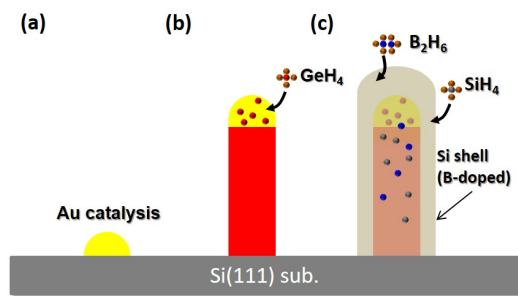 (a)
(b)
(c)
B₂H₆
GeH₄
SiH₄
Si shell
(B-doped)
Au catalysis
Si(111) sub.